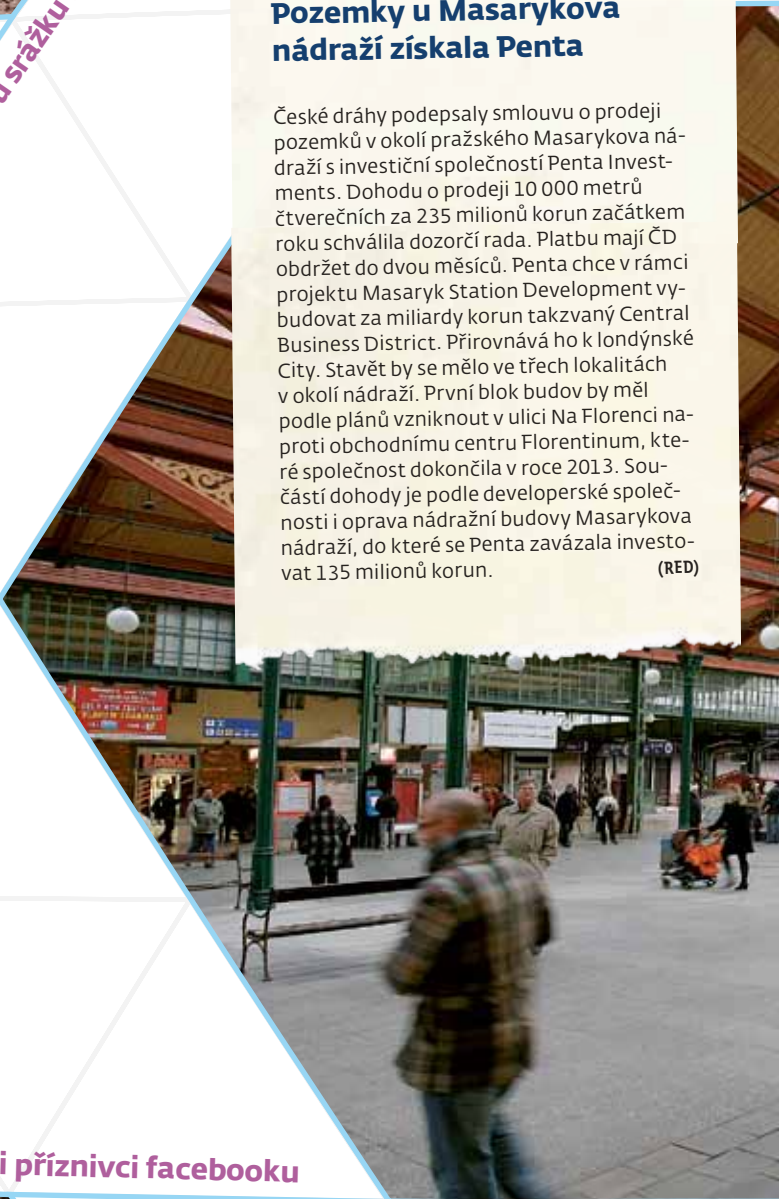 u srážku
Pozemky u Masarykova
nádraží získala Penta
České dráhy podepsaly smlouvu o prodeji
pozemků v okolí pražského Masarykova ná-
draží s investiční společností Penta Invest-
ments. Dohodu o prodeji 10 000 metrů
čtverečních za 235 milionů korun začátkem
roku schválila dozorčí rada. Platbu mají ČD
obdržet do dvou měsíců. Penta chce v rámci
projektu Masaryk Station Development vy-
budovat za miliardy korun takzvaný Central
Business District. Přirovnává ho k londýnské
City. Stavět by se mělo ve třech lokalitách
v okolí nádraží. První blok budov by měl
podle plánů vzniknout v ulici Na Florenci na-
proti obchodnímu centru Florentinum, kte-
ré společnost dokončila v roce 2013. Sou-
částí dohody je podle developerské společ-
nosti i oprava nádražní budovy Masarykova
nádraží, do které se Penta zavázala investo-
vat 135 milionů korun. (RED)
i příznivci facebooku